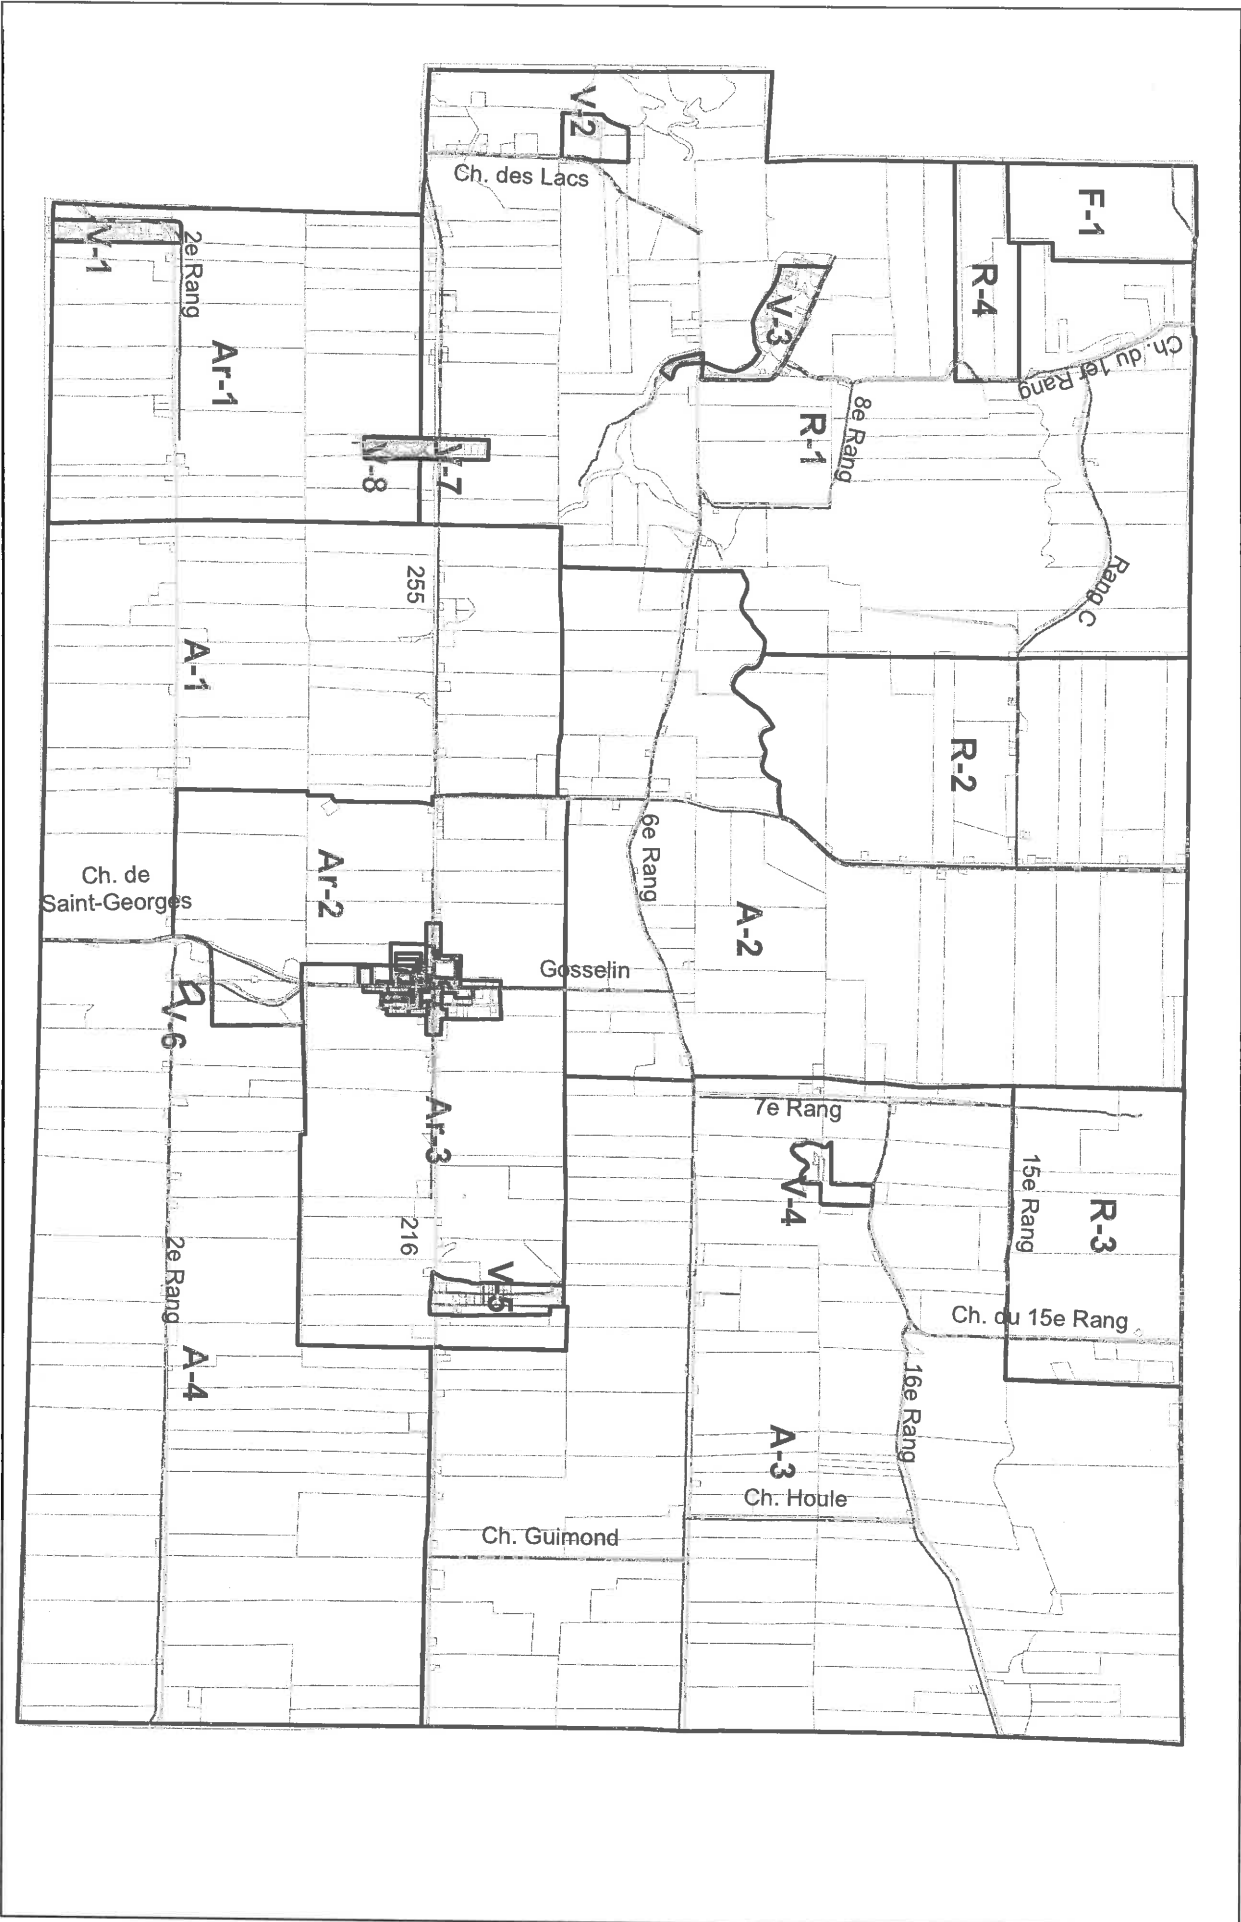 V-2
Ch. des Lacs
F-1
R-4
V-1
2e Rang
Ar-1
V-3
Ch. du 1er Rang
R-1
8e Rang
V-8
V-7
255
Rang C
A-1
R-2
6e Rang
Ch. de
Saint-Georges
Ar-2
A-2
Gosselin
V-6
Ar-3
7e Rang
V-4
15e Rang
R-3
216
2e Rang
V-5
Ch. du 15e Rang
A-4
16e Rang
A-3
Ch. Houle
Ch. Guimond